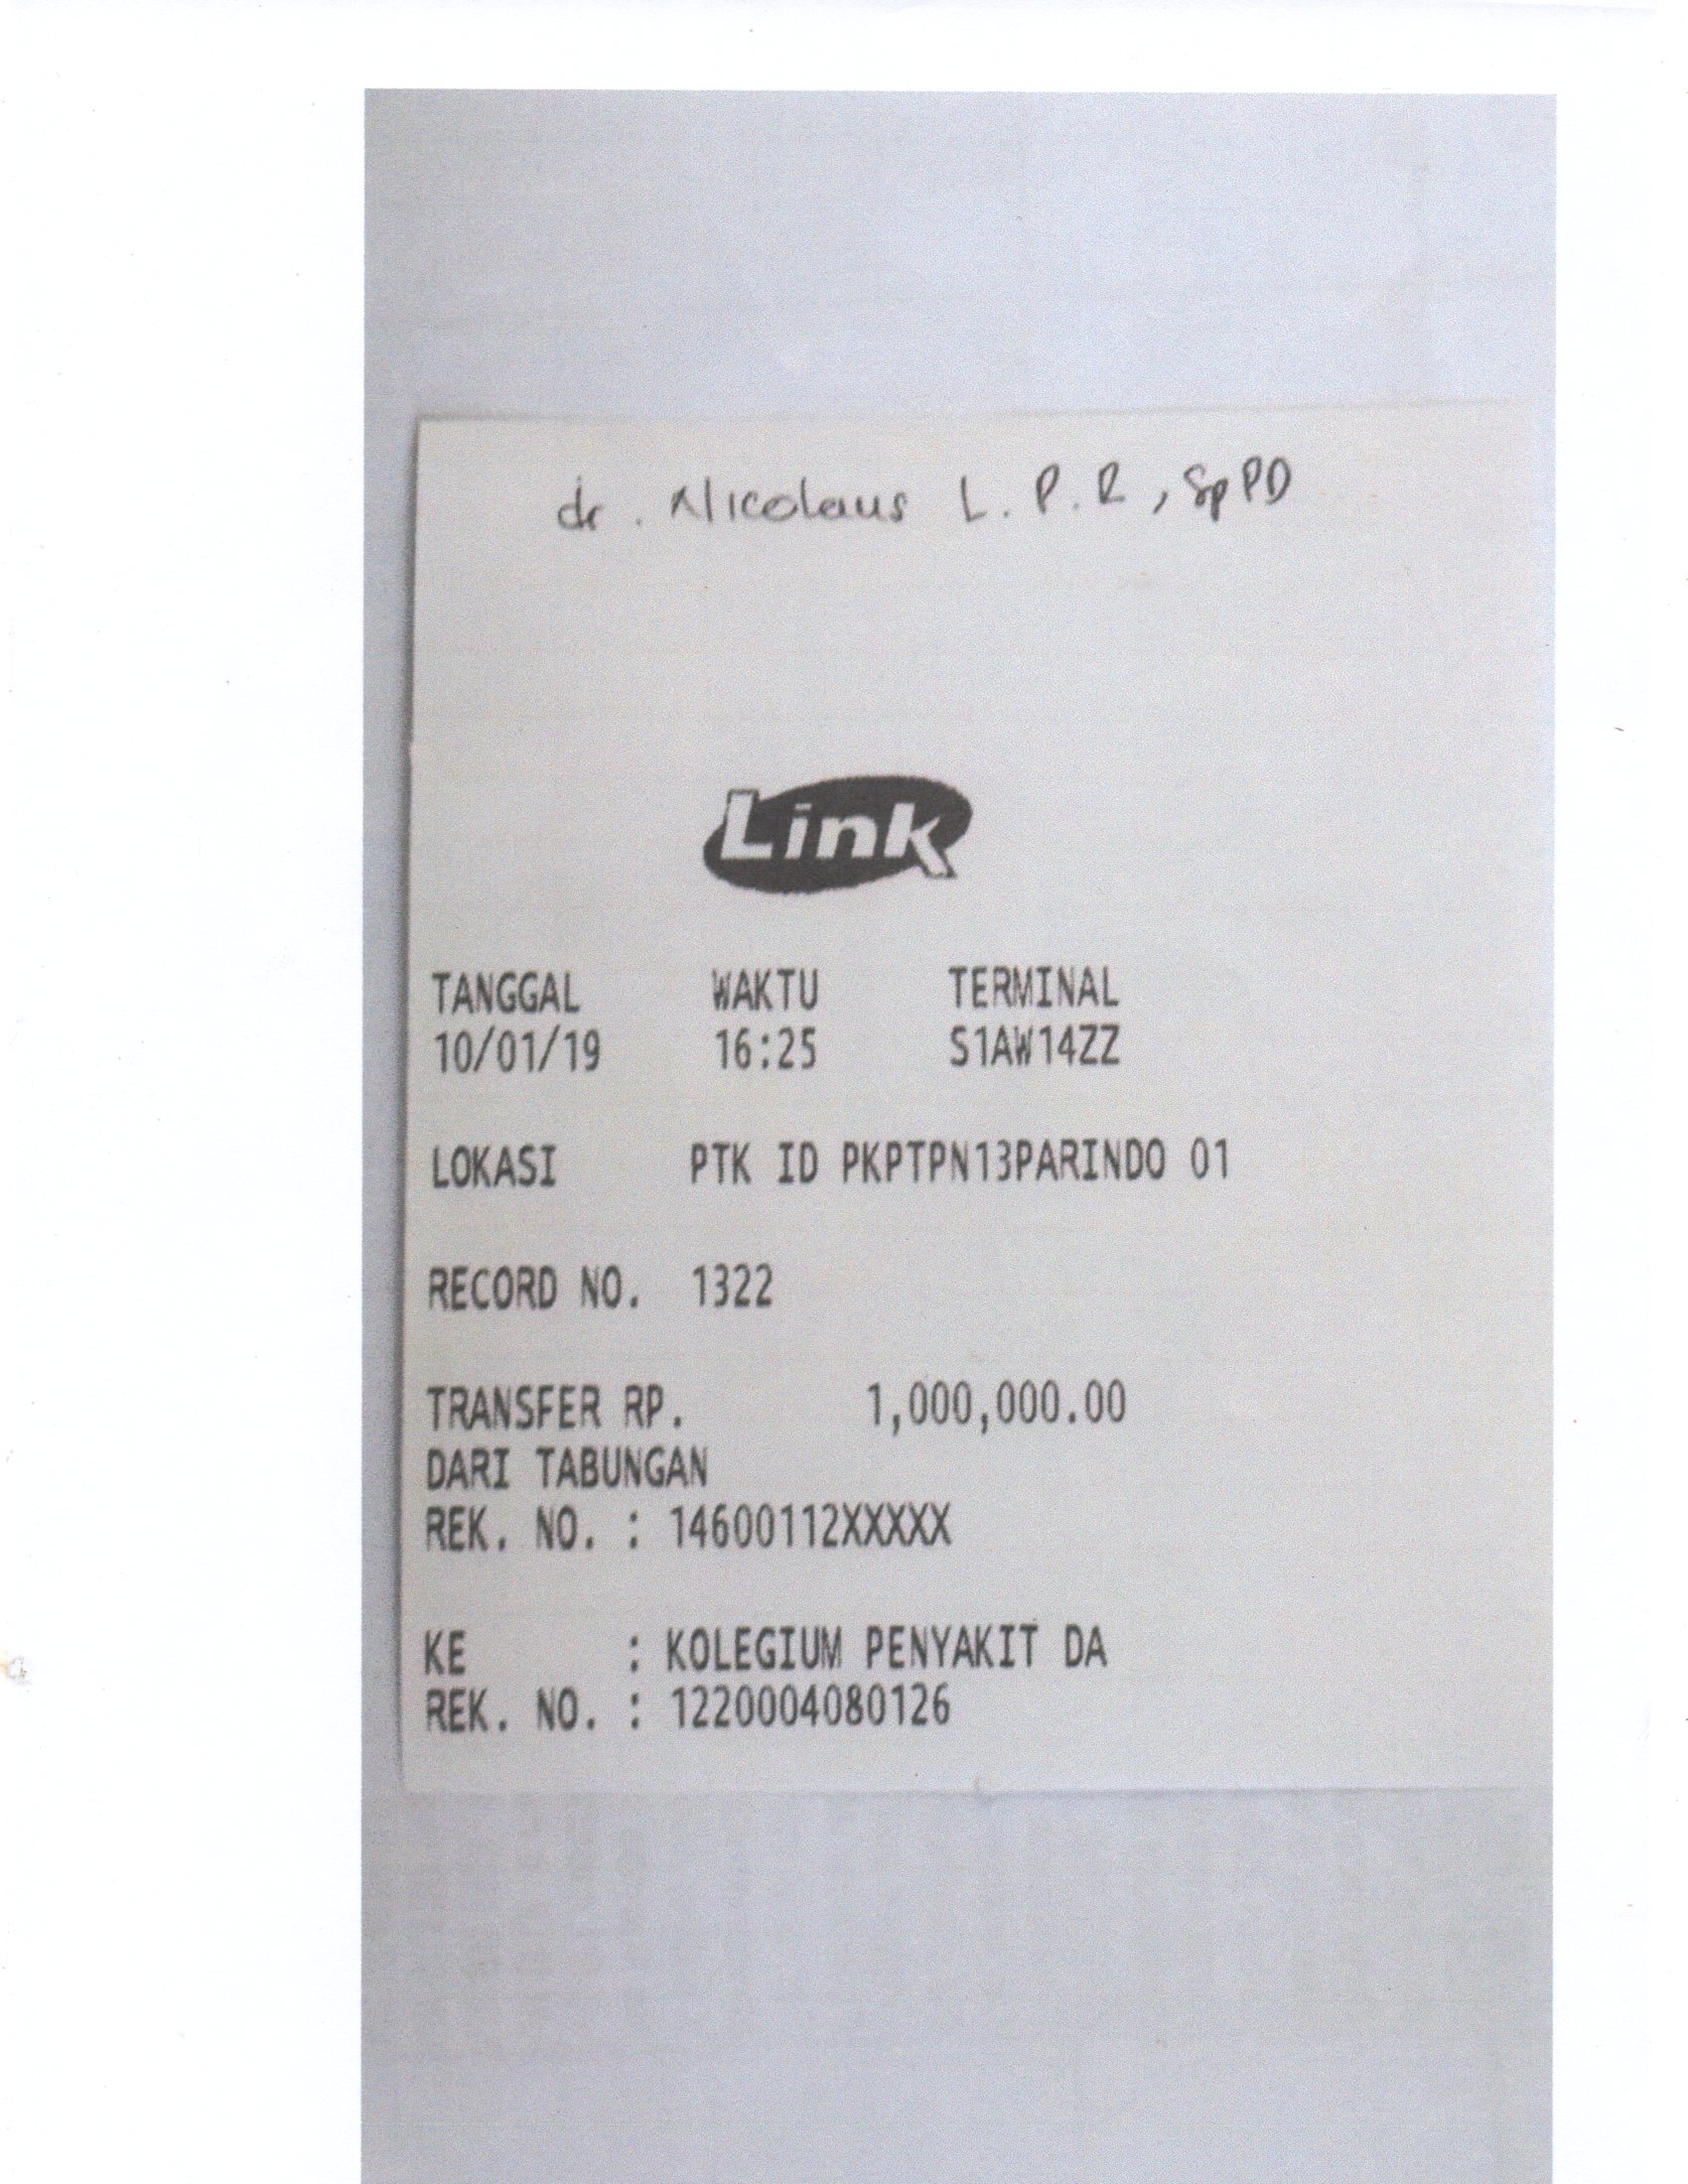 dr. Nicolaus L. P. R, SpPD
Link
TANGGAL WAKTU TERMINAL
10/01/19 16:25 S1AW14ZZ
LOKASI PTK ID PKPTPN13PARINDO 01
RECORD NO. 1322
TRANSFER RP. 1,000,000.00
DARI TABUNGAN
REK. NO. : 14600112XXXXX
KE : KOLEGIUM PENYAKIT DA
REK. NO. : 1220004080126